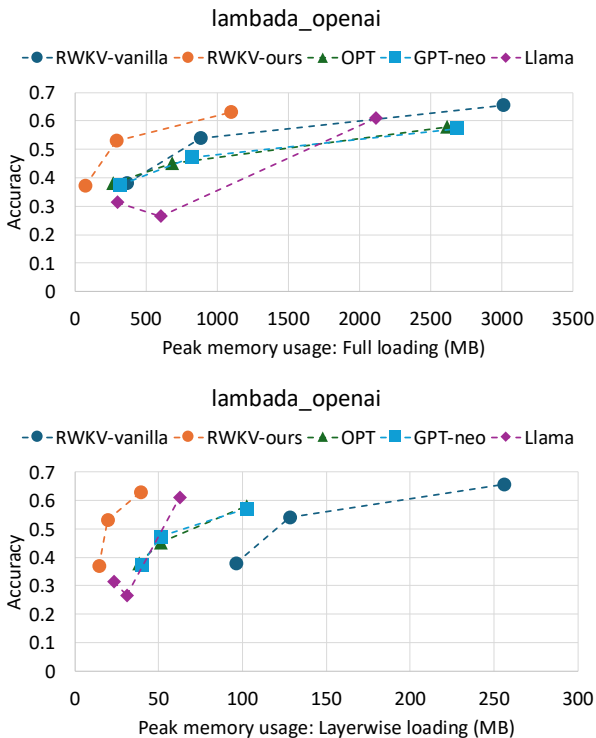 lambada_openai
RWKV-vanilla RWKV-ours OPT GPT-neo Llama
0.7
0.6
0.5
0.4
0.3
0.2
0.1
0
Accuracy
0 500 1000 1500 2000 2500 3000 3500
Peak memory usage: Full loading (MB)
lambada_openai
RWKV-vanilla RWKV-ours OPT GPT-neo Llama
0.7
0.6
0.5
0.4
0.3
0.2
0.1
0
Accuracy
0 50 100 150 200 250 300
Peak memory usage: Layerwise loading (MB)